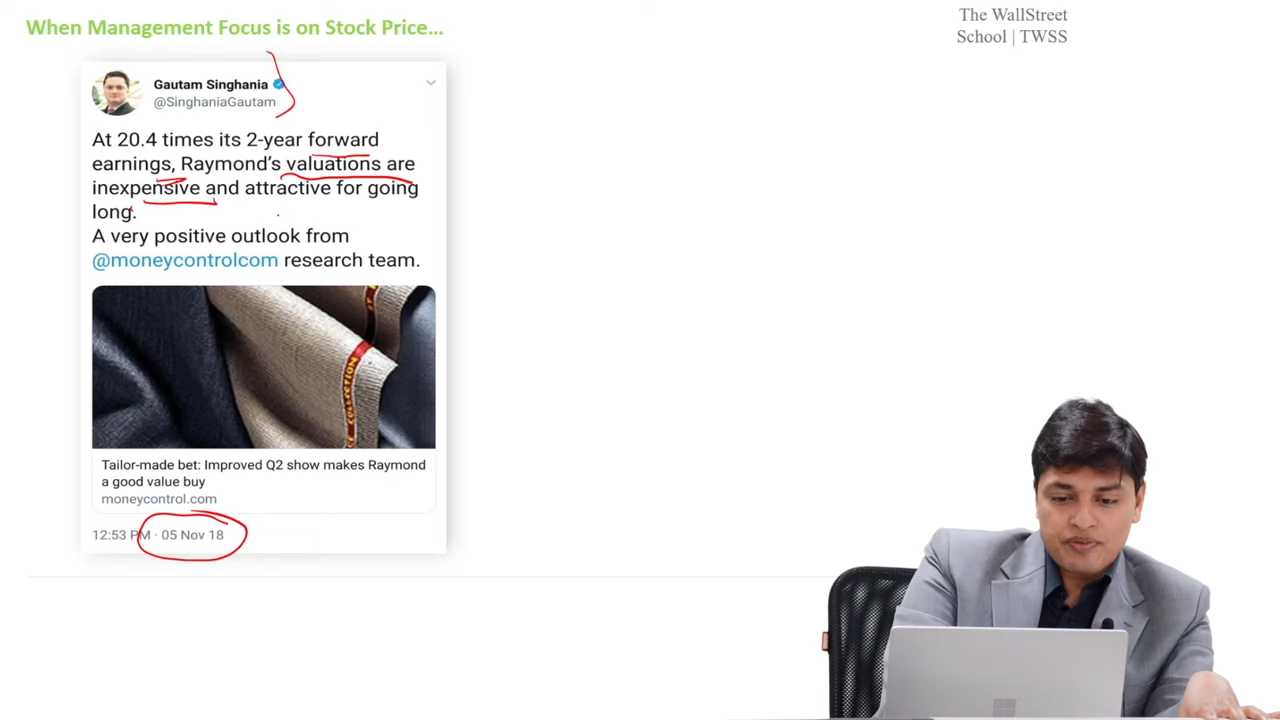 When Management Focus is on Stock Price…
The WallStreet
School | TWSS
Gautam Singhania
@SinghaniaGautam
At 20.4 times its 2-year forward
earnings, Raymond's valuations are
inexpensive and attractive for going
long.
A very positive outlook from
@moneycontrolcom research team.
COLLECTION
Tailor-made bet: Improved Q2 show makes Raymond
a good value buy
moneycontrol.com
12:53 PM · 05 Nov 18